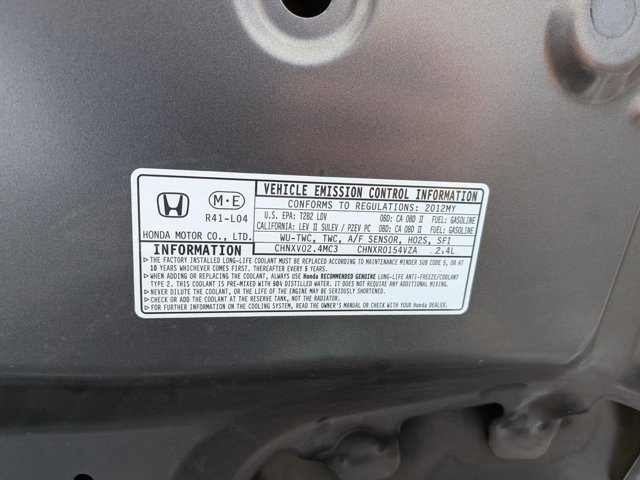 M·E
R41-L04
HONDA MOTOR CO., LTD.
VEHICLE EMISSION CONTROL INFORMATION
CONFORMS TO REGULATIONS: 2012MY
U.S. EPA: T2B2 LDV OBD: CA OBD II FUEL: GASOLINE
CALIFORNIA: LEV II SULEV / PZEV PC OBD: CA OBD II FUEL: GASOLINE
WU-TWC, TWC, A/F SENSOR, HO2S, SFI
INFORMATION CHNXV02.4MC3 CHNXR0154VZA 2.4L
▷THE FACTORY INSTALLED LONG-LIFE COOLANT MUST BE REPLACED ACCORDING TO MAINTENANCE MINDER SUB CODE 5, OR AT
10 YEARS WHICHEVER COMES FIRST. THEREAFTER EVERY 5 YEARS.
▷WHEN ADDING OR REPLACING THE COOLANT, ALWAYS USE Honda RECOMMENDED GENUINE LONG-LIFE ANTI-FREEZE/COOLANT
TYPE 2. THIS COOLANT IS PRE-MIXED WITH 50% DISTILLED WATER. IT DOES NOT REQUIRE ANY ADDITIONAL MIXING.
▷NEVER DILUTE THE COOLANT, OR THE LIFE OF THE ENGINE MAY BE SERIOUSLY SHORTENED.
▷CHECK OR ADD THE COOLANT AT THE RESERVE TANK, NOT THE RADIATOR.
▷FOR FURTHER INFORMATION ON THE COOLING SYSTEM, READ THE OWNER'S MANUAL OR CHECK WITH YOUR Honda DEALER.